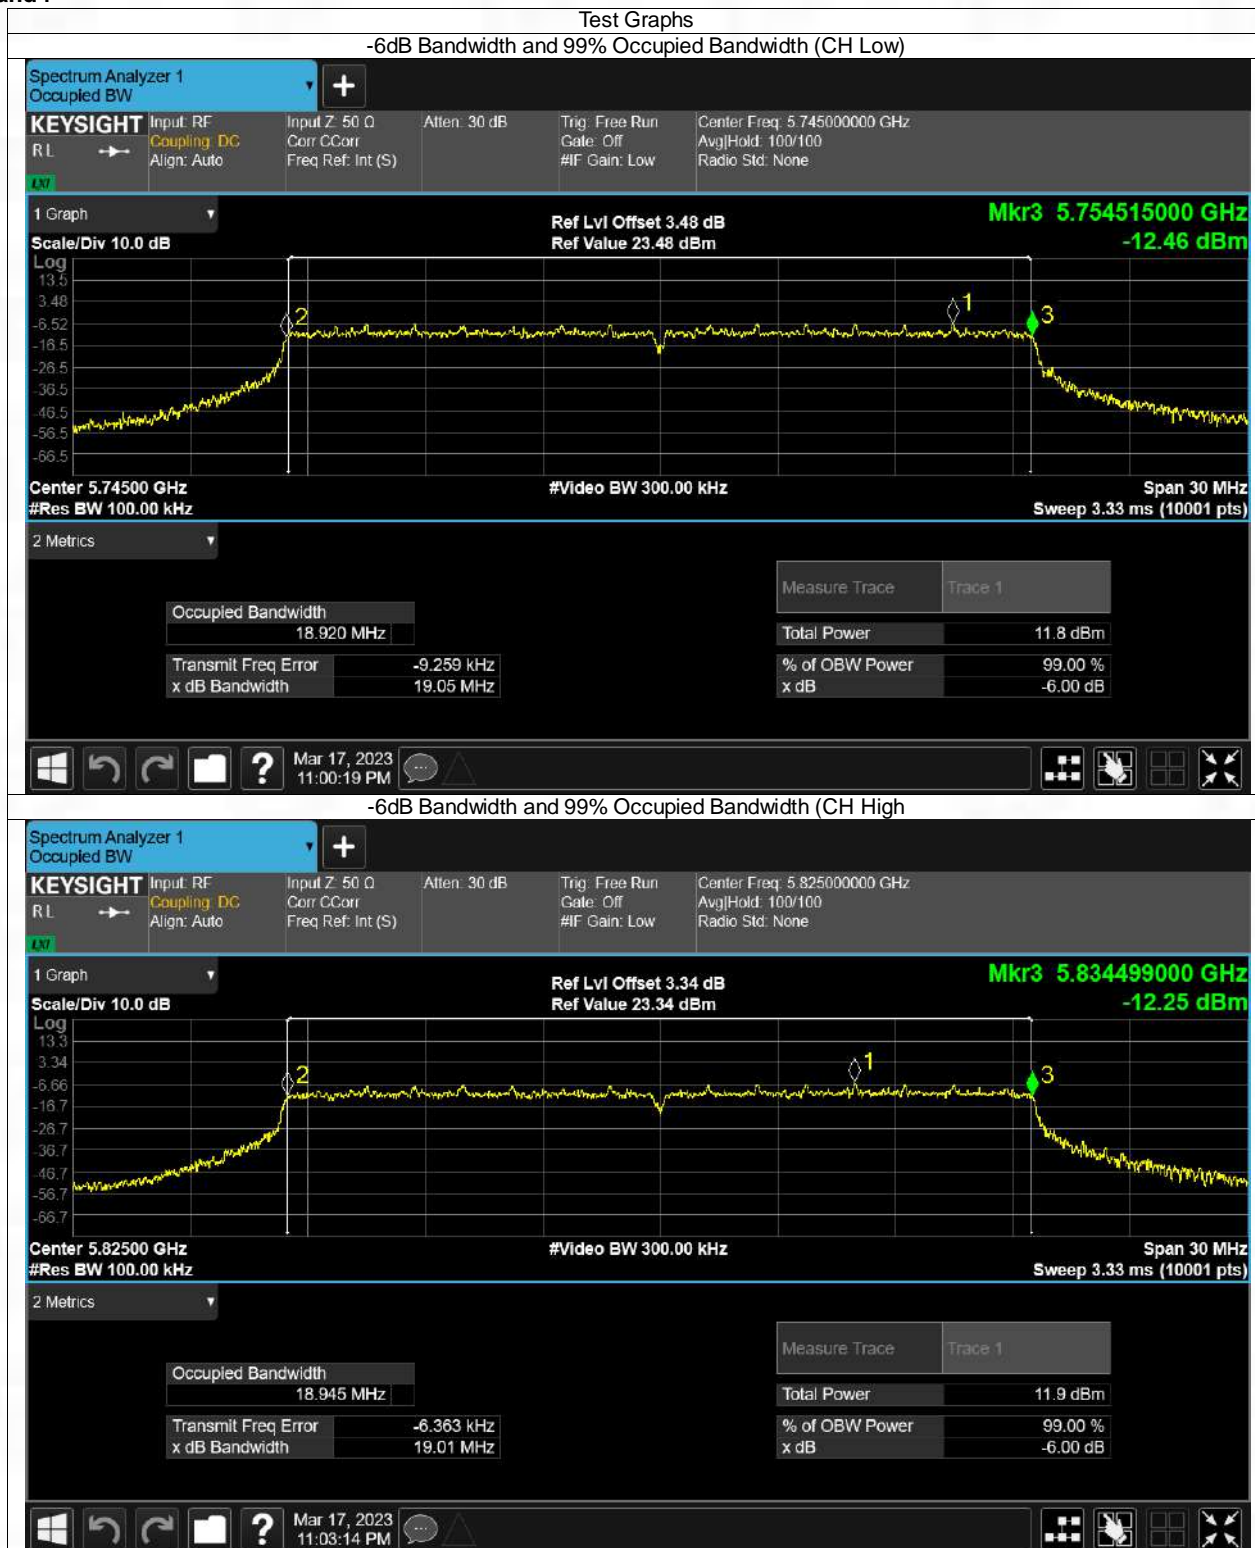 Test Graphs
-6dB Bandwidth and 99% Occupied Bandwidth (CH Low)
Spectrum Analyzer 1
Occupied BW
+
KEYSIGHT Input: RF Input Z: 50 Ω Atten: 30 dB Trig: Free Run Center Freq: 5.745000000 GHz
RL Coupling: DC Corr CCorr Gate: Off Avg|Hold: 100/100
Align: Auto Freq Ref: Int (S) #IF Gain: Low Radio Std: None
LXI
1 Graph Ref Lvl Offset 3.48 dB Mkr3 5.754515000 GHz
Scale/Div 10.0 dB Ref Value 23.48 dBm -12.46 dBm
Log
13.5
3.48
-6.52
-16.5
-26.5
-36.5
-46.5
-56.5
-66.5
2 1 3
Center 5.74500 GHz #Video BW 300.00 kHz Span 30 MHz
#Res BW 100.00 kHz Sweep 3.33 ms (10001 pts)
2 Metrics
Measure Trace Trace 1
Occupied Bandwidth
18.920 MHz Total Power 11.8 dBm
Transmit Freq Error -9.259 kHz % of OBW Power 99.00 %
x dB Bandwidth 19.05 MHz x dB -6.00 dB
? Mar 17, 2023
11:00:19 PM
-6dB Bandwidth and 99% Occupied Bandwidth (CH High
Spectrum Analyzer 1
Occupied BW
+
KEYSIGHT Input: RF Input Z: 50 Ω Atten: 30 dB Trig: Free Run Center Freq: 5.825000000 GHz
RL Coupling: DC Corr CCorr Gate: Off Avg|Hold: 100/100
Align: Auto Freq Ref: Int (S) #IF Gain: Low Radio Std: None
LXI
1 Graph Ref Lvl Offset 3.34 dB Mkr3 5.834499000 GHz
Scale/Div 10.0 dB Ref Value 23.34 dBm -12.25 dBm
Log
13.3
3.34
-6.66
-16.7
-26.7
-36.7
-46.7
-56.7
-66.7
2 1 3
Center 5.82500 GHz #Video BW 300.00 kHz Span 30 MHz
#Res BW 100.00 kHz Sweep 3.33 ms (10001 pts)
2 Metrics
Measure Trace Trace 1
Occupied Bandwidth
18.945 MHz Total Power 11.9 dBm
Transmit Freq Error -6.363 kHz % of OBW Power 99.00 %
x dB Bandwidth 19.01 MHz x dB -6.00 dB
? Mar 17, 2023
11:03:14 PM